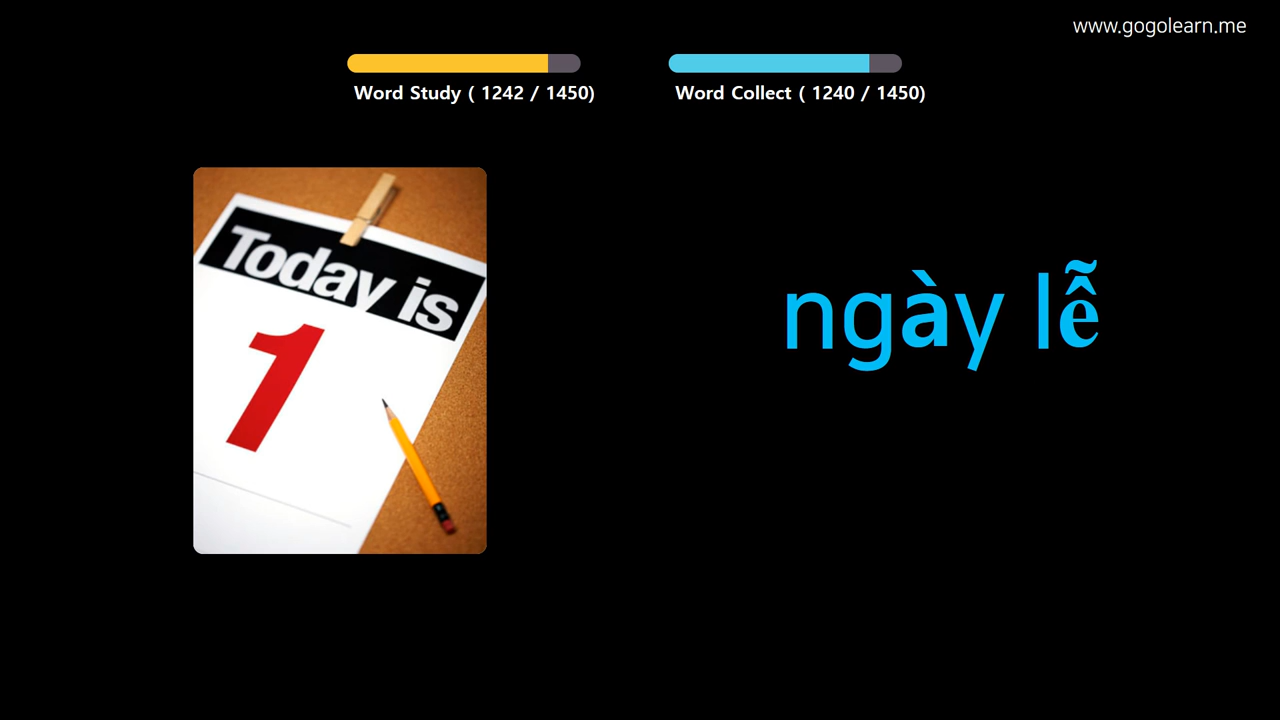 www.gogolearn.me
Word Study ( 1242 / 1450)
Word Collect ( 1240 / 1450)
Today is
1
ngày lễ